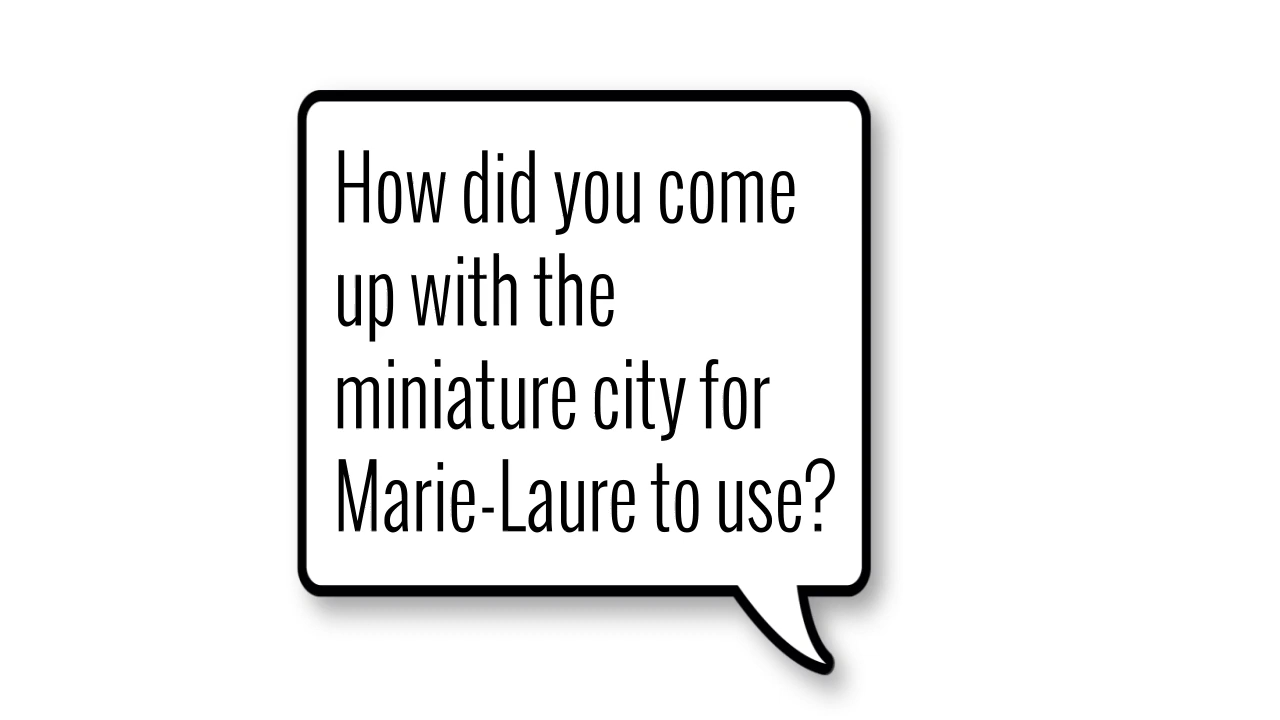 How did you come
up with the
miniature city for
Marie-Laure to use?